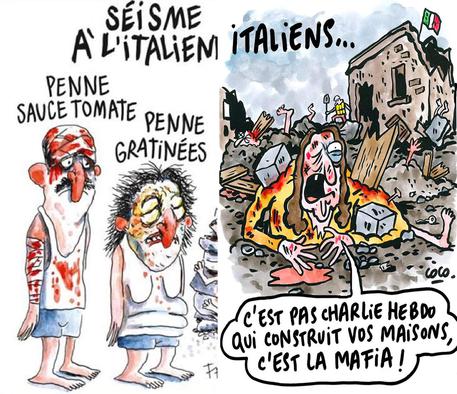 SÉISME
À L'ITALIEN
PENNE
SAUCE TOMATE
PENNE
GRATINÉES
ITALIENS...
COCO
C'EST PAS CHARLIE HEBDO
QUI CONSTRUIT VOS MAISONS,
C'EST LA MAFIA !